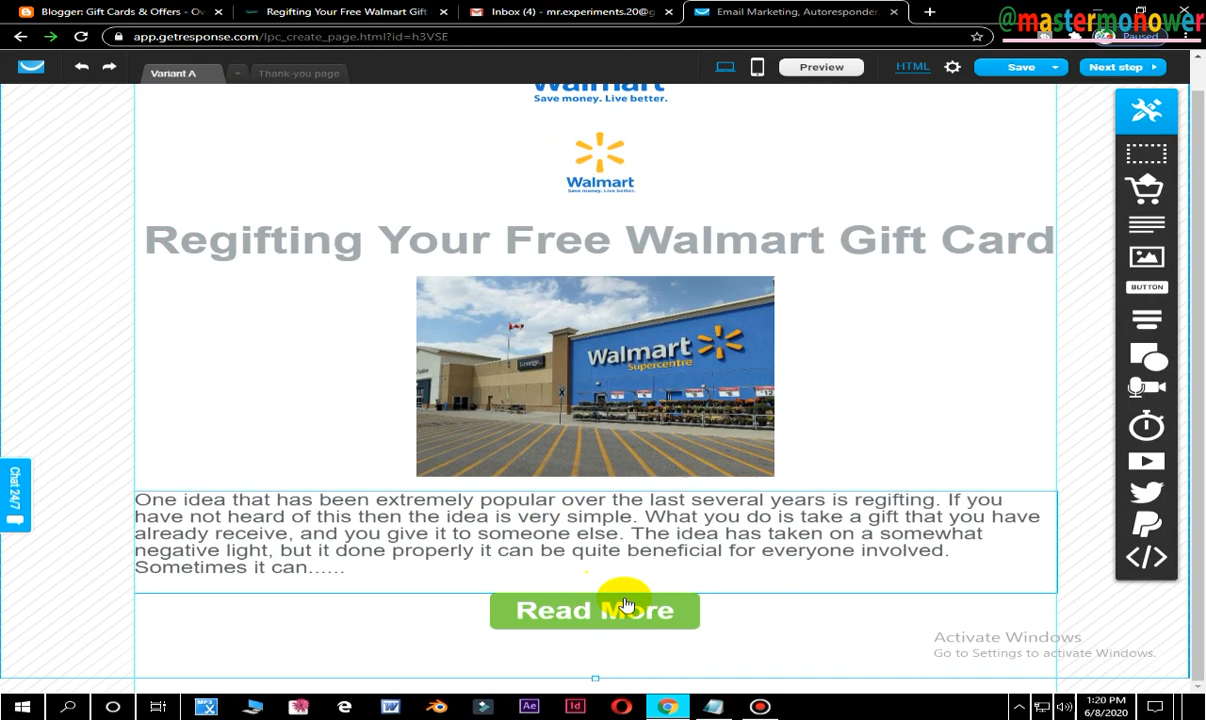 Blogger: Gift Cards & Offers - Ov
Regifting Your Free Walmart Gift
Inbox (4) - mr.experiments.20@g
Email Marketing, Autoresponder,
@mastermonower
app.getresponse.com/lpc_create_page.html?id=h3VSE
Paused
Variant A
+
Thank-you page
Preview
HTML
Save
Next step
Walmart
Save money. Live better.
Walmart
Save money. Live better.
Regifting Your Free Walmart Gift Card
Walmart
Supercentre
BUTTON
Chat 24/7
One idea that has been extremely popular over the last several years is regifting. If you
have not heard of this then the idea is very simple. What you do is take a gift that you have
already receive, and you give it to someone else. The idea has taken on a somewhat
negative light, but it done properly it can be quite beneficial for everyone involved.
Sometimes it can......
Read More
Activate Windows
Go to Settings to activate Windows.
1:20 PM
6/8/2020